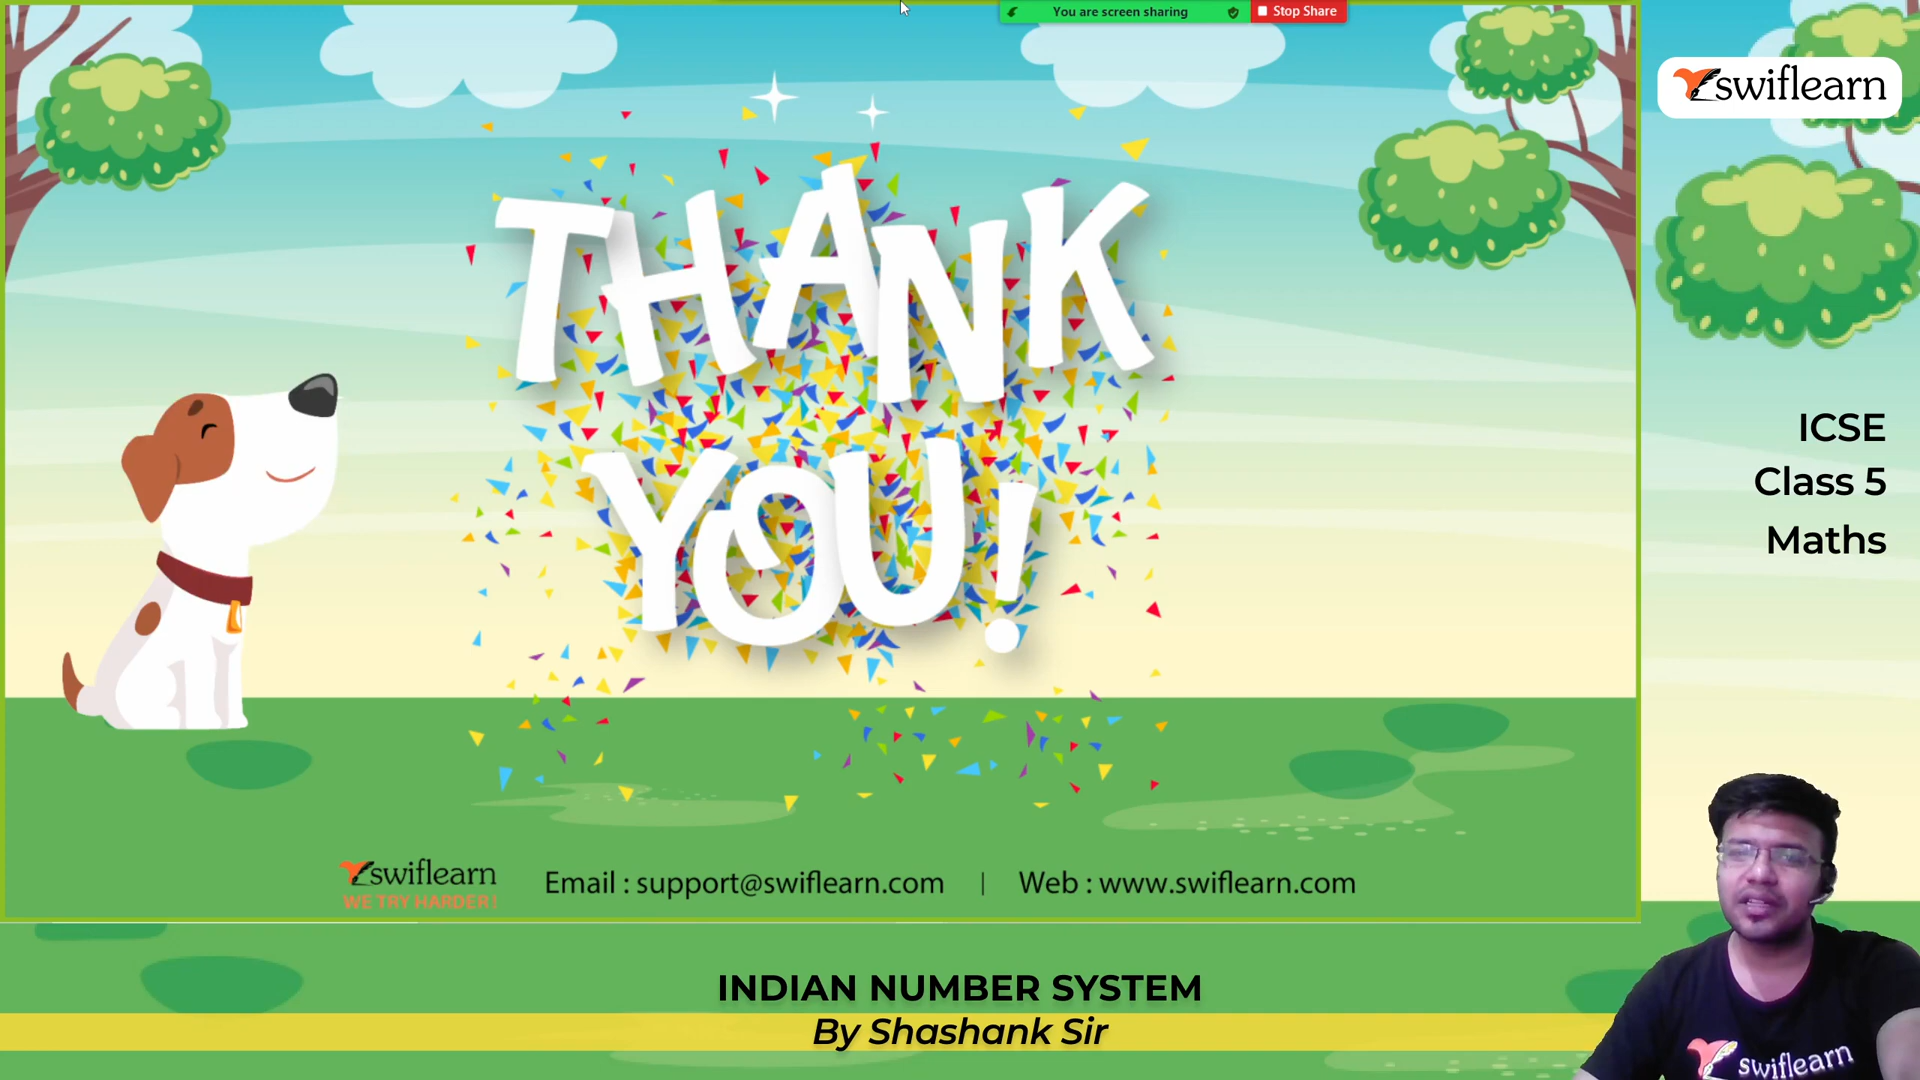 You are screen sharing
Stop Share
swiflearn
THANK
YOU!
ICSE
Class 5
Maths
swiflearn
WE TRY HARDER!
Email : support@swiflearn.com | Web : www.swiflearn.com
INDIAN NUMBER SYSTEM
By Shashank Sir
swiflearn